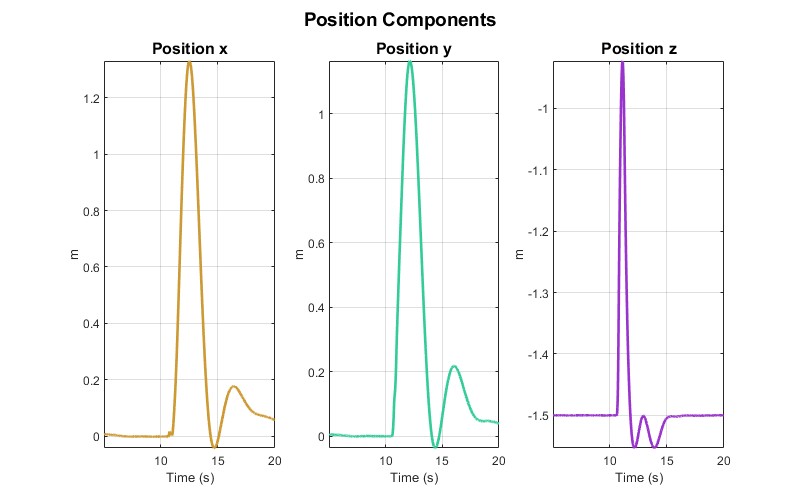 Position Components
Position x
m
1.2
1
0.8
0.6
0.4
0.2
0
10
15
20
Time (s)
Position y
m
1
0.8
0.6
0.4
0.2
0
10
15
20
Time (s)
Position z
m
-1
-1.1
-1.2
-1.3
-1.4
-1.5
10
15
20
Time (s)